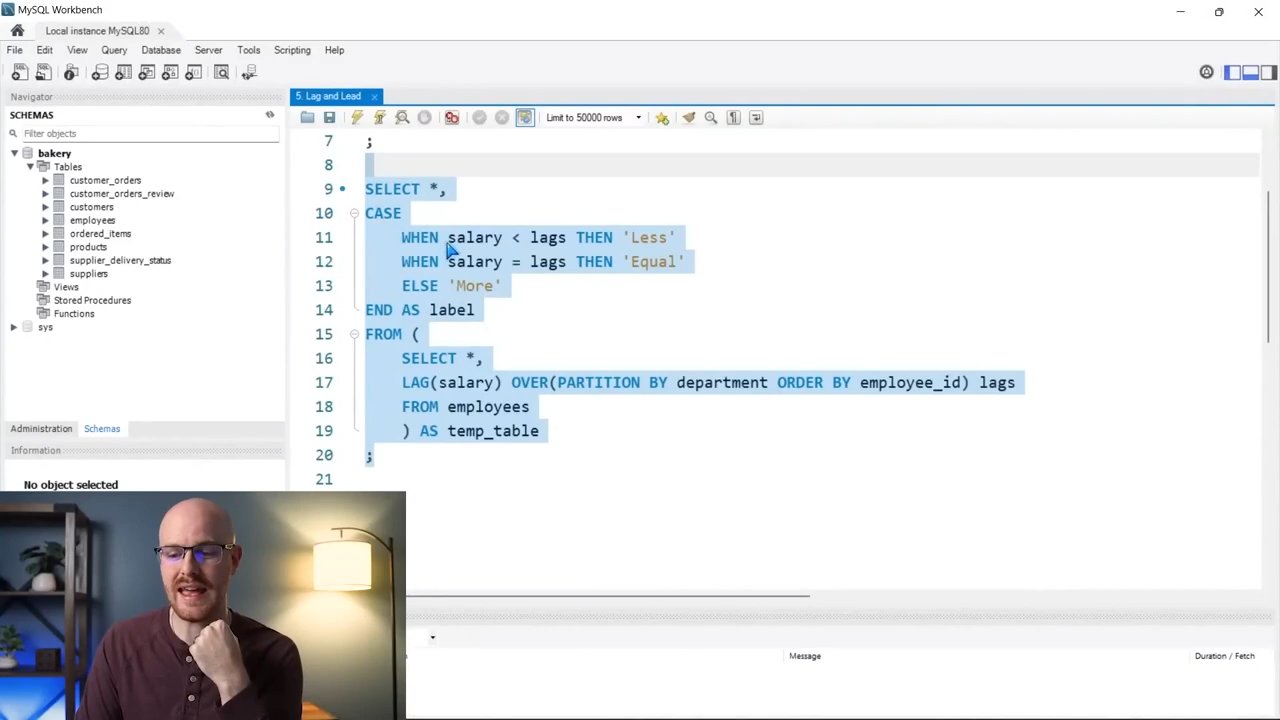 MySQL Workbench
Local instance MySQL80
File Edit View Query Database Server Tools Scripting Help
Navigator
SCHEMAS
Filter objects
bakery
Tables
customer_orders
customer_orders_review
customers
employees
ordered_items
products
supplier_delivery_status
suppliers
Views
Stored Procedures
Functions
sys
Administration Schemas
Information
No object selected
5. Lag and Lead
Limit to 50000 rows
7 ;
8
9 SELECT *,
10 CASE
11 WHEN salary < lags THEN 'Less'
12 WHEN salary = lags THEN 'Equal'
13 ELSE 'More'
14 END AS label
15 FROM (
16 SELECT *,
17 LAG(salary) OVER(PARTITION BY department ORDER BY employee_id) lags
18 FROM employees
19 ) AS temp_table
20 ;
21
Message Duration / Fetch